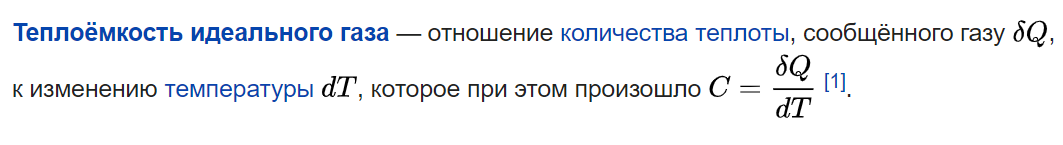 Теплоёмкость идеального газа — отношение количества теплоты, сообщённого газу δQ,
к изменению температуры dT, которое при этом произошло C = δQ/dT [1].